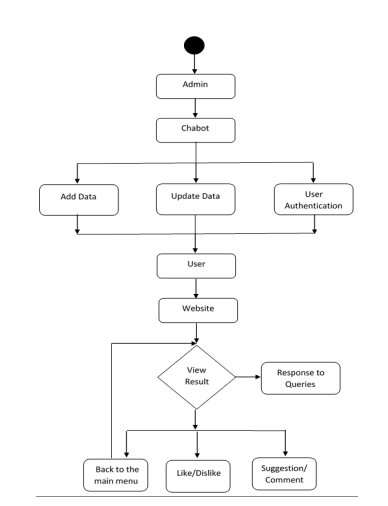 Admin
Chabot
Add Data
Update Data
User
Authentication
User
Website
View
Result
Response to
Queries
Back to the
main menu
Like/Dislike
Suggestion/
Comment